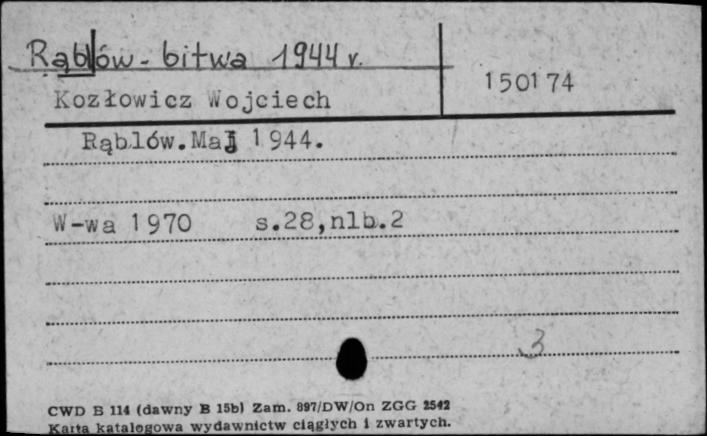 Rąblów - bitwa 1944 r.
150174
Kozłowicz Wojciech
Rąblów.Maj 1944.
W-wa 1970 s.28,nlb.2
3
CWD B 114 (dawny B 15b) Zam. 897/DW/On ZGG 2542
Karta katalogowa wydawnictw ciągłych i zwartych.